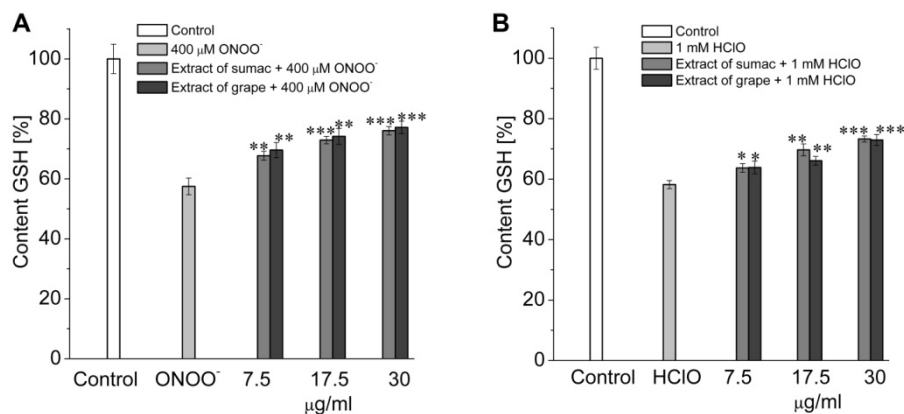 A
Control
400 μM ONOO⁻
Extract of sumac + 400 μM ONOO⁻
Extract of grape + 400 μM ONOO⁻
Content GSH [%]
100
80
60
40
20
0
** ** *** ** *** ***
Control ONOO⁻ 7.5 17.5 30
μg/ml
B
Control
1 mM HClO
Extract of sumac + 1 mM HClO
Extract of grape + 1 mM HClO
Content GSH [%]
100
80
60
40
20
0
* * ** ** *** ***
Control HClO 7.5 17.5 30
μg/ml